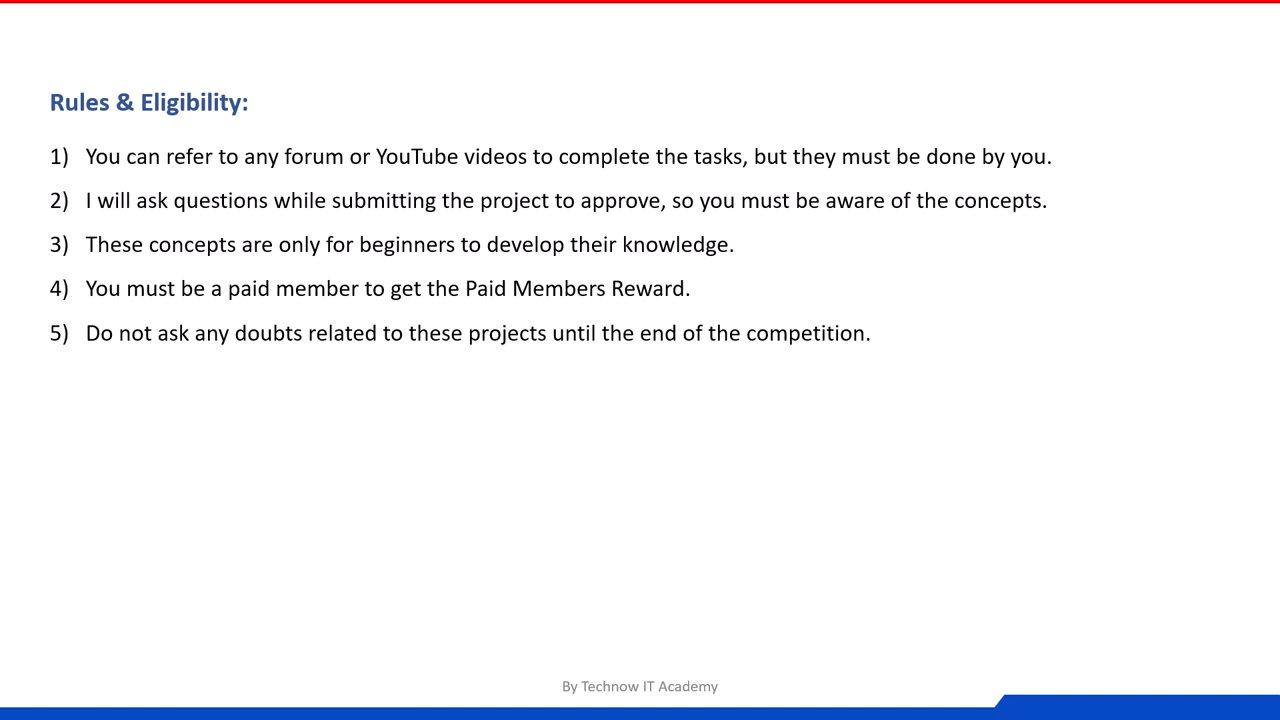 Rules & Eligibility:
1) You can refer to any forum or YouTube videos to complete the tasks, but they must be done by you.
2) I will ask questions while submitting the project to approve, so you must be aware of the concepts.
3) These concepts are only for beginners to develop their knowledge.
4) You must be a paid member to get the Paid Members Reward.
5) Do not ask any doubts related to these projects until the end of the competition.
By Technow IT Academy